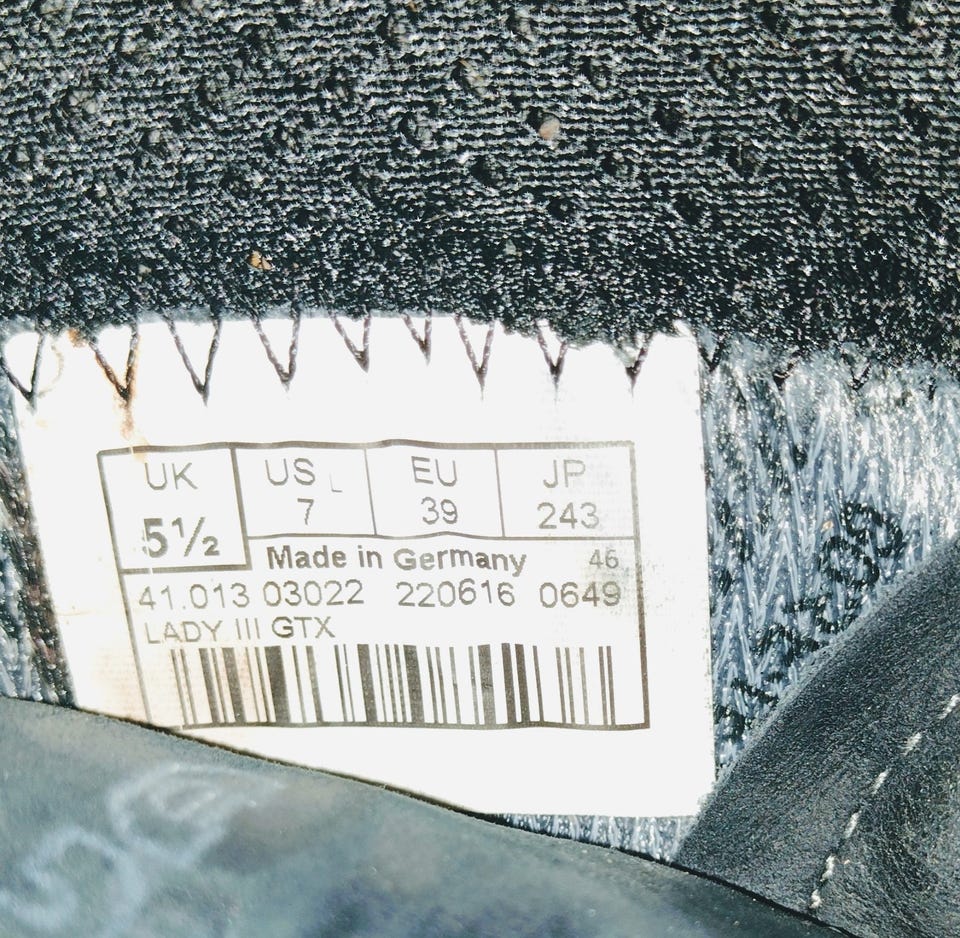 UK US L EU JP
5½ 7 39 243
Made in Germany 46
41.013 03022 220616 0649
LADY III GTX